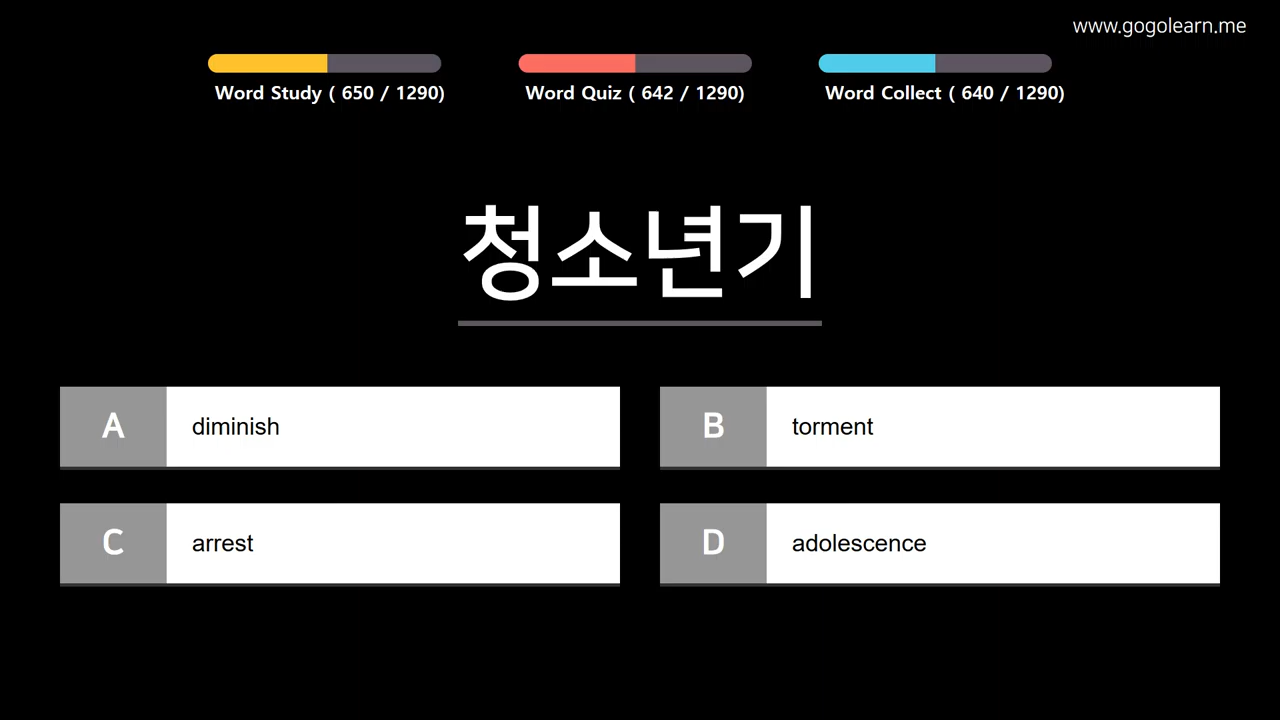 www.gogolearn.me
Word Study ( 650 / 1290)
Word Quiz ( 642 / 1290)
Word Collect ( 640 / 1290)
청소년기
A diminish
B torment
C arrest
D adolescence